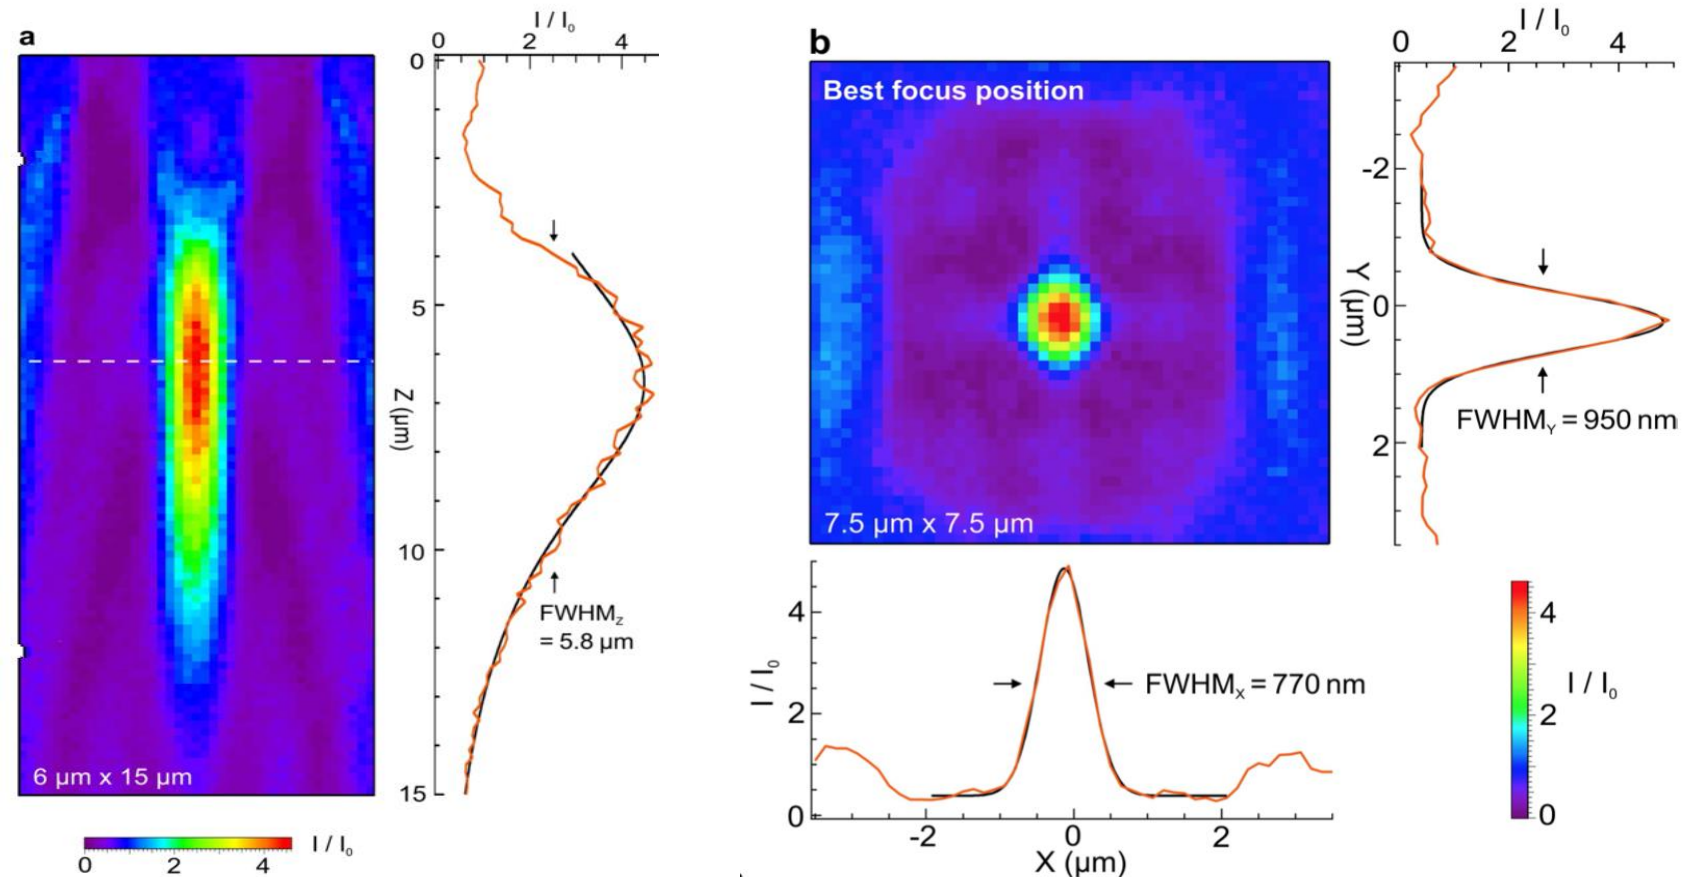 a
I / I₀
0 2 4
0
5
10
15
Z (µm)
FWHM_Z
= 5.8 µm
6 µm x 15 µm
I / I₀
0 2 4
b
Best focus position
7.5 µm x 7.5 µm
I / I₀
0 2 4
-2
0
2
Y (µm)
FWHM_Y = 950 nm
4
2
0
I / I₀
FWHM_X = 770 nm
-2 0 2
X (µm)
4
2
0
I / I₀